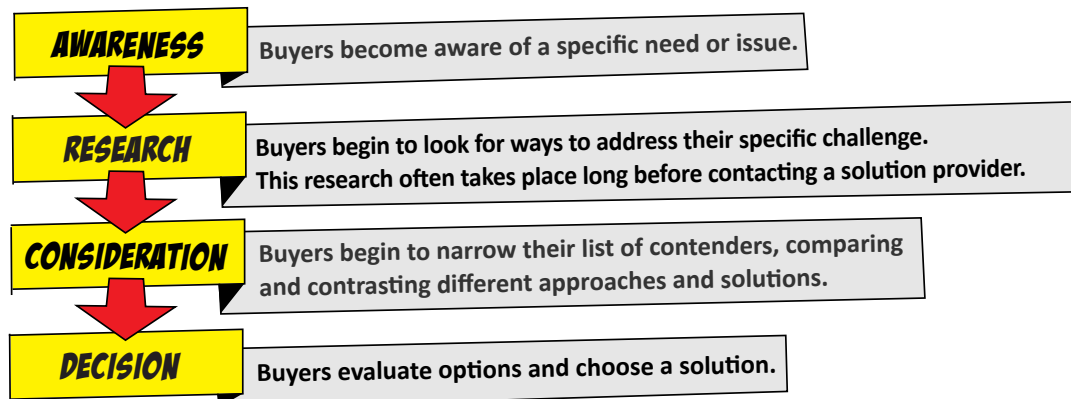 AWARENESS
Buyers become aware of a specific need or issue.
RESEARCH
Buyers begin to look for ways to address their specific challenge.
This research often takes place long before contacting a solution provider.
CONSIDERATION
Buyers begin to narrow their list of contenders, comparing
and contrasting different approaches and solutions.
DECISION
Buyers evaluate options and choose a solution.